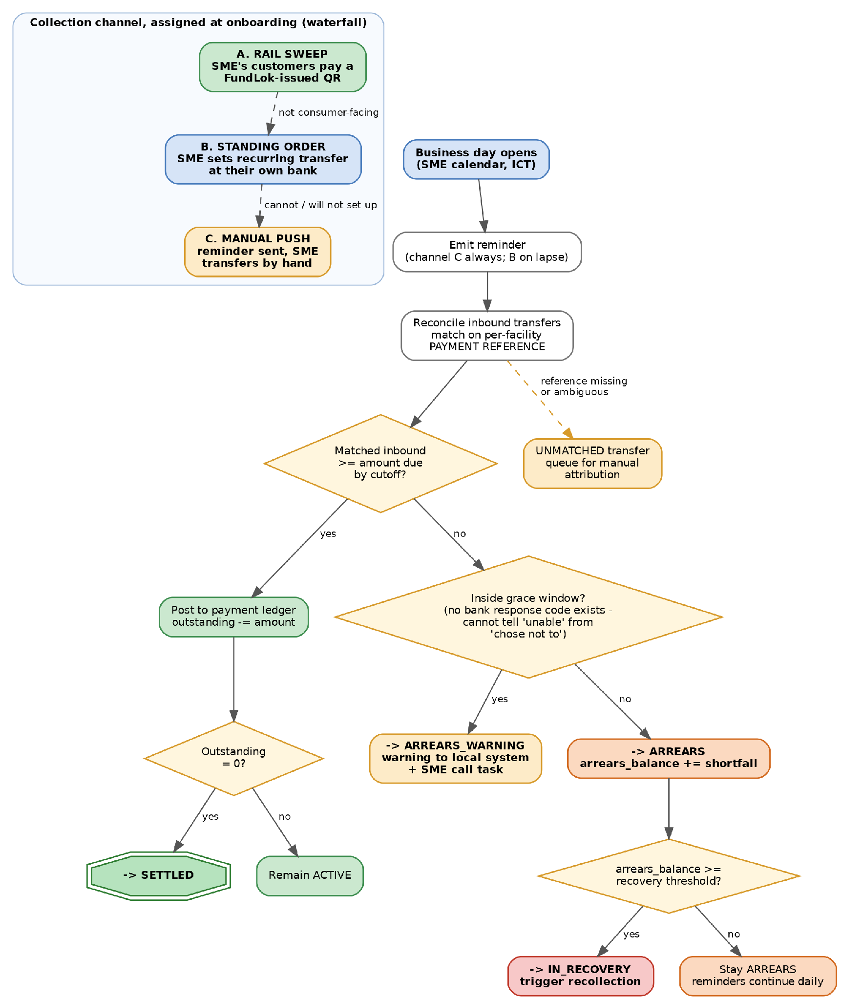 Collection channel, assigned at onboarding (waterfall)
A. RAIL SWEEP
SME's customers pay a
FundLok-issued QR
not consumer-facing
B. STANDING ORDER
SME sets recurring transfer
at their own bank
cannot / will not set up
C. MANUAL PUSH
reminder sent, SME
transfers by hand
Business day opens
(SME calendar, ICT)
Emit reminder
(channel C always; B on lapse)
Reconcile inbound transfers
match on per-facility
PAYMENT REFERENCE
reference missing
or ambiguous
Matched inbound
>= amount due
by cutoff?
UNMATCHED transfer
queue for manual
attribution
yes
no
Post to payment ledger
outstanding -= amount
Inside grace window?
(no bank response code exists -
cannot tell 'unable' from
'chose not to')
yes
no
Outstanding
= 0?
-> ARREARS_WARNING
warning to local system
+ SME call task
-> ARREARS
arrears_balance += shortfall
yes
no
-> SETTLED
Remain ACTIVE
arrears_balance >=
recovery threshold?
yes
no
-> IN_RECOVERY
trigger recollection
Stay ARREARS
reminders continue daily